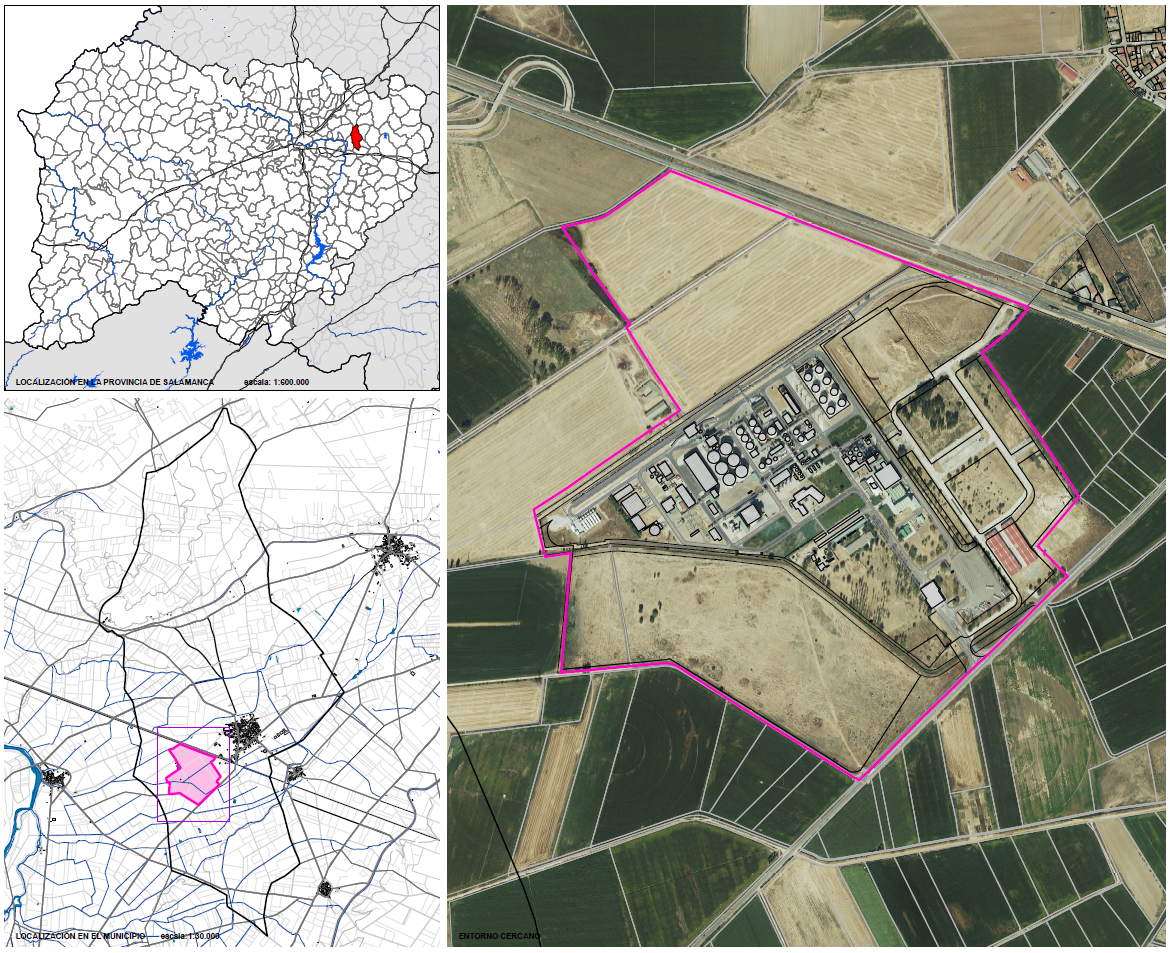 LOCALIZACIÓN EN LA PROVINCIA DE SALAMANCA escala: 1:600.000
LOCALIZACIÓN EN EL MUNICIPIO escala: 1:30.000
ENTORNO CERCANO